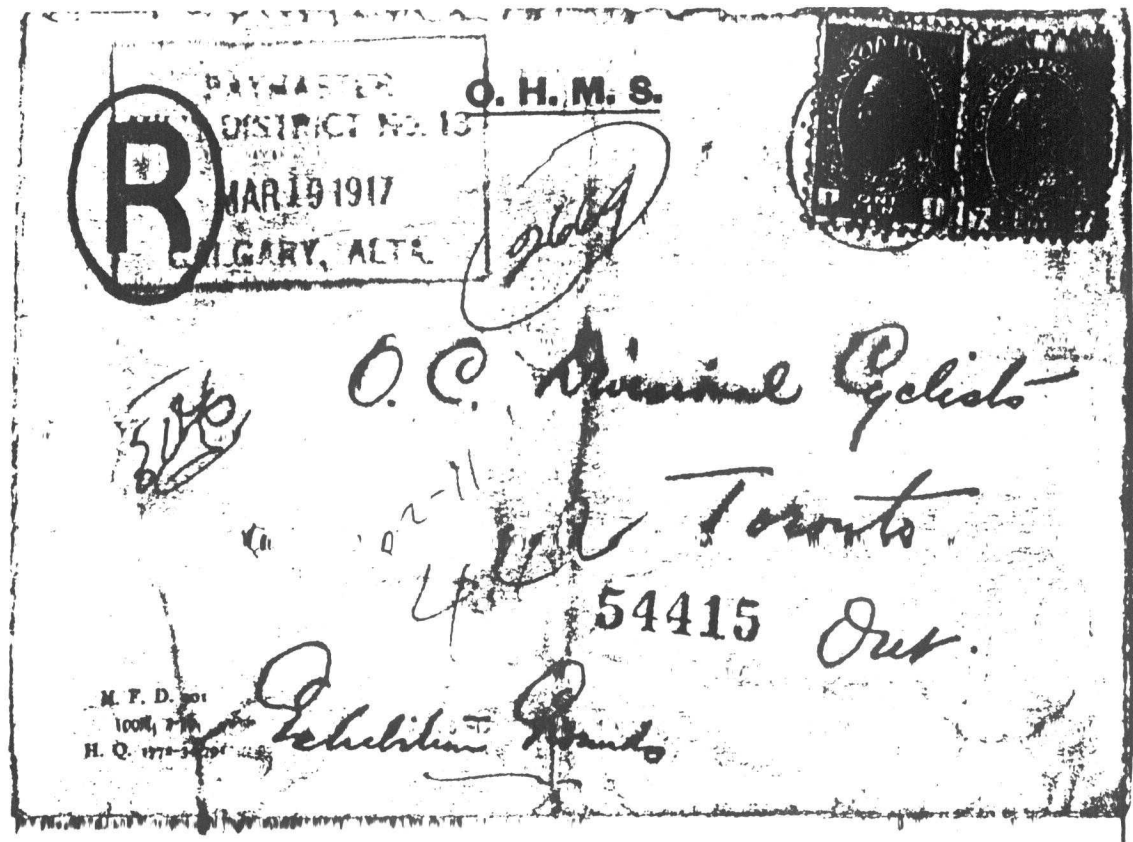 PAYMASTER
DISTRICT No. 13
MAR 19 1917
CALGARY, ALTA.
R
O. H. M. S.
O. C. Divisional Cyclists
Toronto
54415
Ont.
Exhibition Grounds
M. F. D.
H. Q.